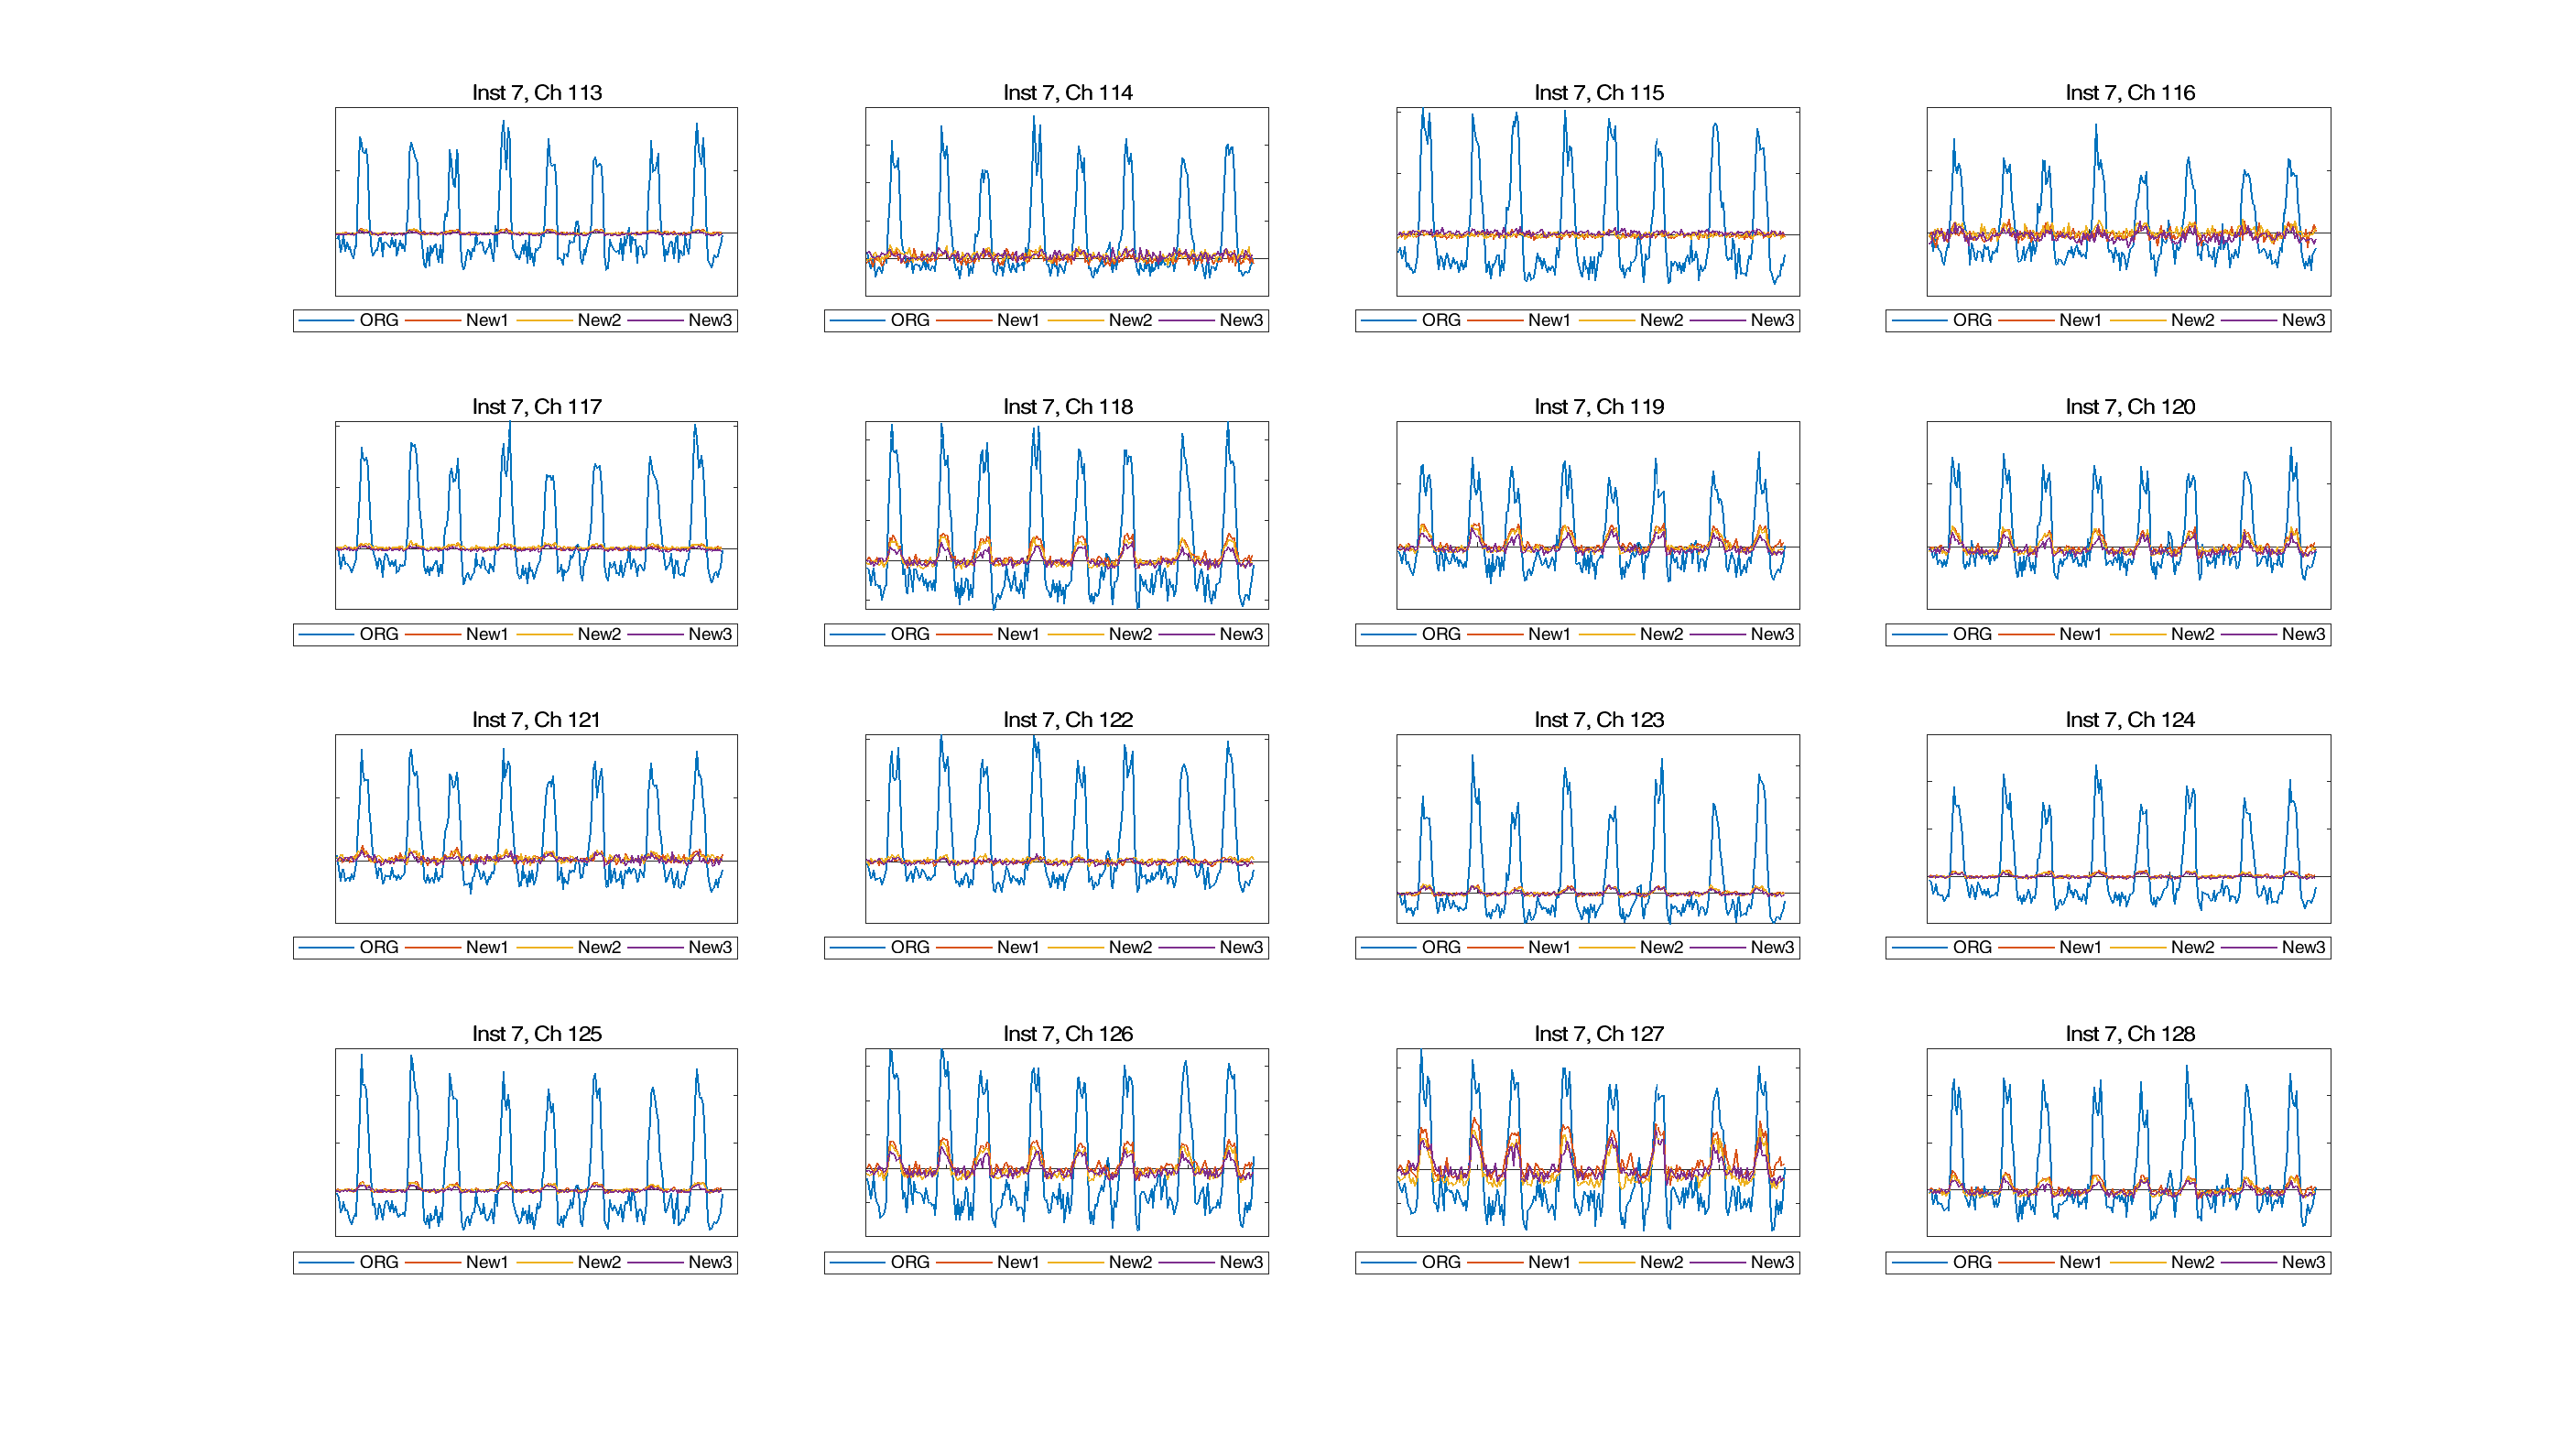 Inst 7, Ch 113
Inst 7, Ch 114
Inst 7, Ch 115
Inst 7, Ch 116
ORG New1 New2 New3
ORG New1 New2 New3
ORG New1 New2 New3
ORG New1 New2 New3
Inst 7, Ch 117
Inst 7, Ch 118
Inst 7, Ch 119
Inst 7, Ch 120
ORG New1 New2 New3
ORG New1 New2 New3
ORG New1 New2 New3
ORG New1 New2 New3
Inst 7, Ch 121
Inst 7, Ch 122
Inst 7, Ch 123
Inst 7, Ch 124
ORG New1 New2 New3
ORG New1 New2 New3
ORG New1 New2 New3
ORG New1 New2 New3
Inst 7, Ch 125
Inst 7, Ch 126
Inst 7, Ch 127
Inst 7, Ch 128
ORG New1 New2 New3
ORG New1 New2 New3
ORG New1 New2 New3
ORG New1 New2 New3